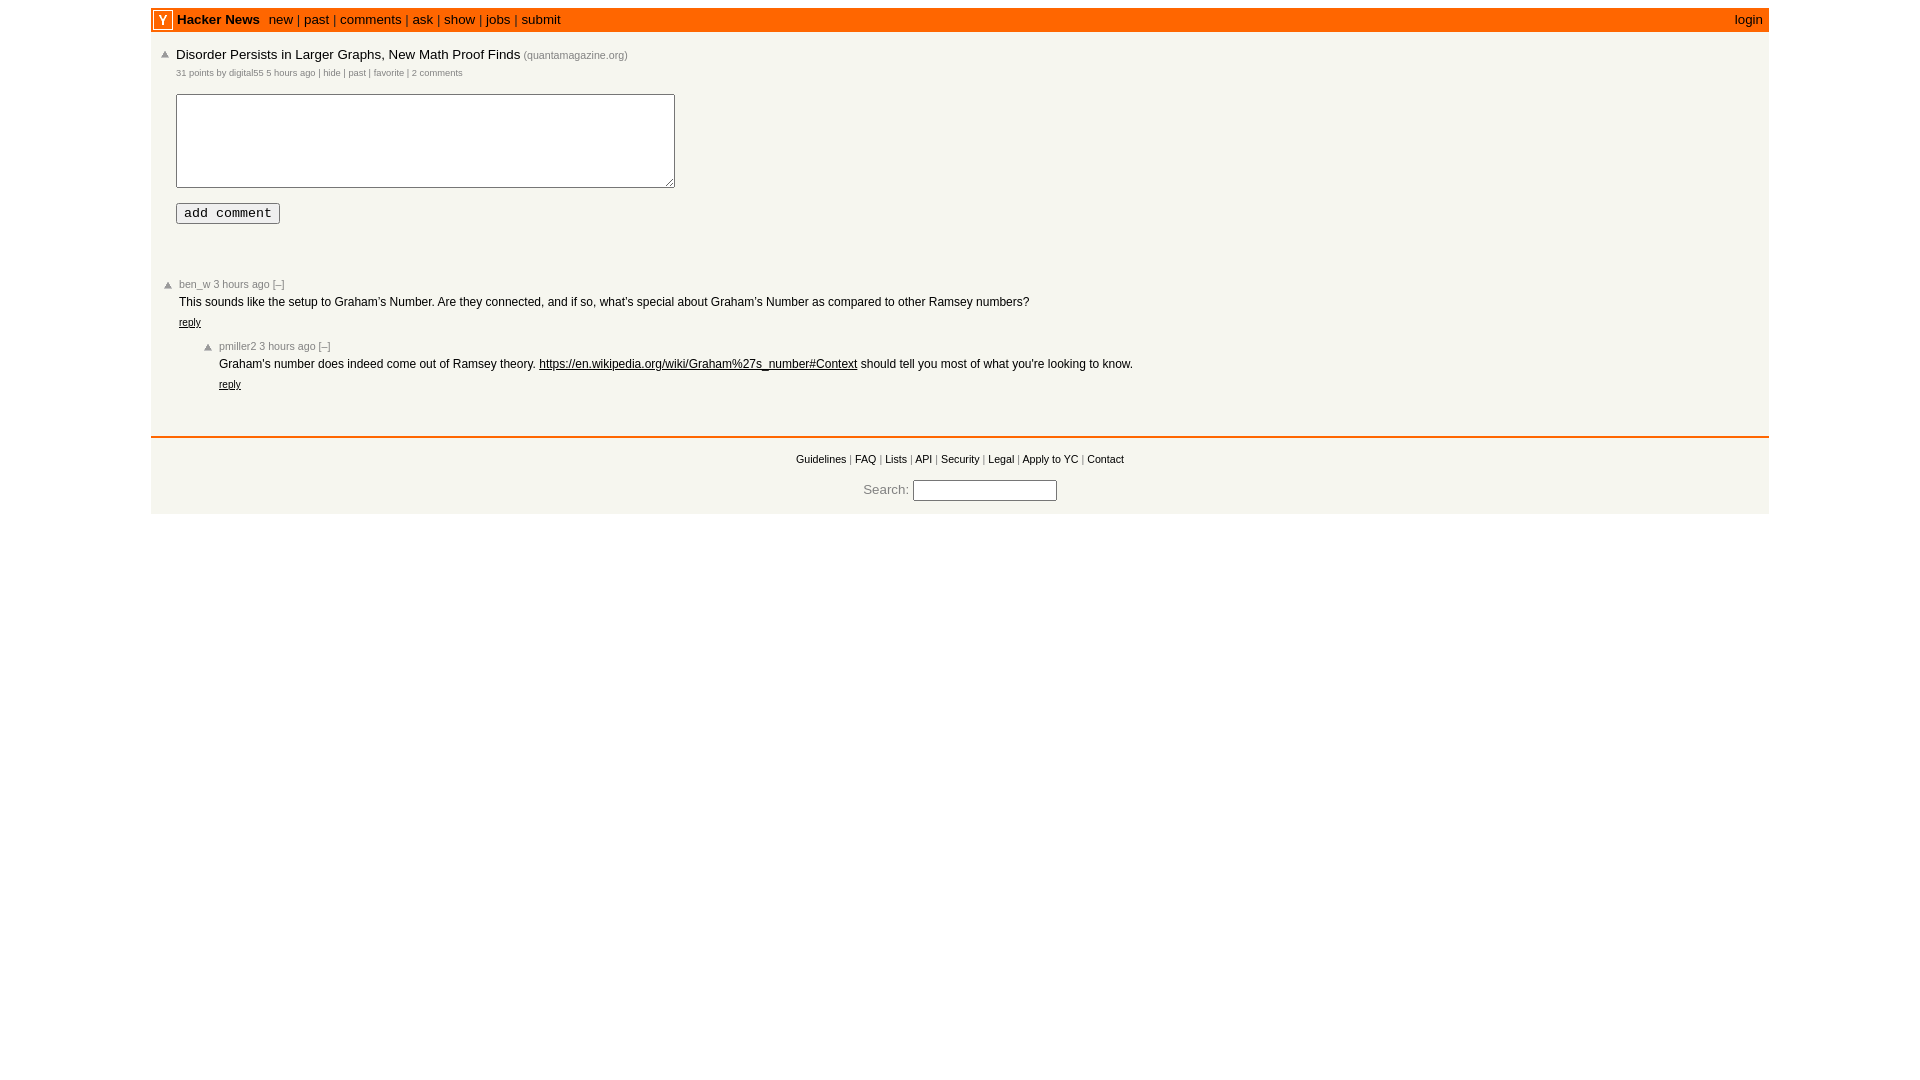 Y Hacker News new | past | comments | ask | show | jobs | submit login
Disorder Persists in Larger Graphs, New Math Proof Finds (quantamagazine.org)
31 points by digital55 5 hours ago | hide | past | favorite | 2 comments
add comment
ben_w 3 hours ago [–]
This sounds like the setup to Graham’s Number. Are they connected, and if so, what’s special about Graham’s Number as compared to other Ramsey numbers?
reply
pmiller2 3 hours ago [–]
Graham's number does indeed come out of Ramsey theory. https://en.wikipedia.org/wiki/Graham%27s_number#Context should tell you most of what you're looking to know.
reply
Guidelines | FAQ | Lists | API | Security | Legal | Apply to YC | Contact
Search: